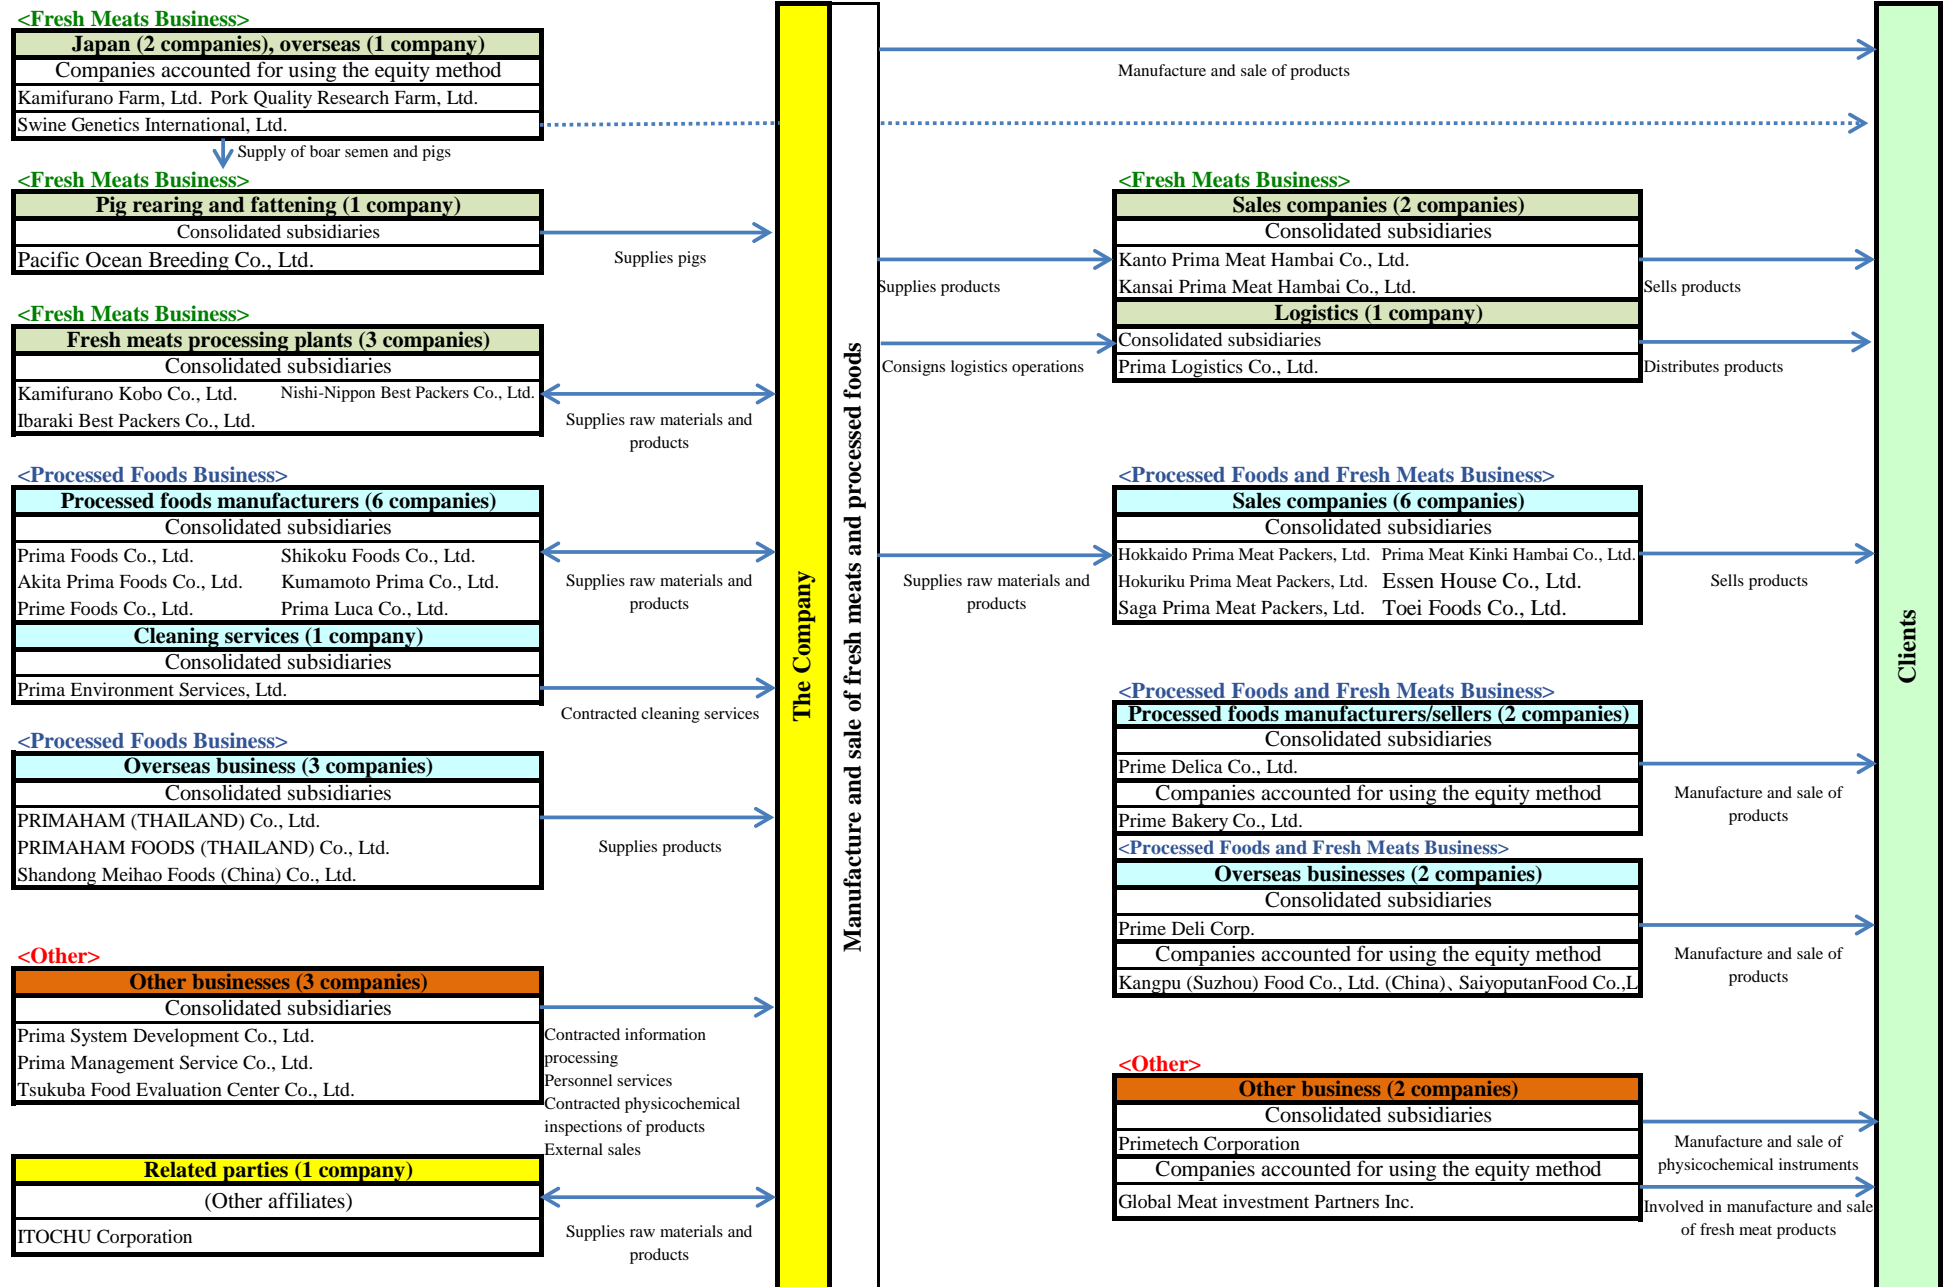 <Fresh Meats Business>
Japan (2 companies), overseas (1 company)
Companies accounted for using the equity method
Kamifurano Farm, Ltd. Pork Quality Research Farm, Ltd.
Swine Genetics International, Ltd.
Supply of boar semen and pigs
<Fresh Meats Business>
Pig rearing and fattening (1 company)
Consolidated subsidiaries
Pacific Ocean Breeding Co., Ltd.
Supplies pigs
<Fresh Meats Business>
Fresh meats processing plants (3 companies)
Consolidated subsidiaries
Kamifurano Kobo Co., Ltd. Nishi-Nippon Best Packers Co., Ltd.
Ibaraki Best Packers Co., Ltd.
Supplies raw materials and
products
<Processed Foods Business>
Processed foods manufacturers (6 companies)
Consolidated subsidiaries
Prima Foods Co., Ltd. Shikoku Foods Co., Ltd.
Akita Prima Foods Co., Ltd. Kumamoto Prima Co., Ltd.
Prime Foods Co., Ltd. Prima Luca Co., Ltd.
Supplies raw materials and
products
Cleaning services (1 company)
Consolidated subsidiaries
Prima Environment Services, Ltd.
Contracted cleaning services
<Processed Foods Business>
Overseas business (3 companies)
Consolidated subsidiaries
PRIMAHAM (THAILAND) Co., Ltd.
PRIMAHAM FOODS (THAILAND) Co., Ltd.
Shandong Meihao Foods (China) Co., Ltd.
Supplies products
<Other>
Other businesses (3 companies)
Consolidated subsidiaries
Prima System Development Co., Ltd.
Prima Management Service Co., Ltd.
Tsukuba Food Evaluation Center Co., Ltd.
Contracted information
processing
Personnel services
Contracted physicochemical
inspections of products
External sales
Related parties (1 company)
(Other affiliates)
ITOCHU Corporation
Supplies raw materials and
products
The Company
Manufacture and sale of fresh meats and processed foods
Manufacture and sale of products
Supplies products
Consigns logistics operations
Supplies raw materials and
products
<Fresh Meats Business>
Sales companies (2 companies)
Consolidated subsidiaries
Kanto Prima Meat Hambai Co., Ltd.
Kansai Prima Meat Hambai Co., Ltd.
Sells products
Logistics (1 company)
Consolidated subsidiaries
Prima Logistics Co., Ltd.
Distributes products
<Processed Foods and Fresh Meats Business>
Sales companies (6 companies)
Consolidated subsidiaries
Hokkaido Prima Meat Packers, Ltd. Prima Meat Kinki Hambai Co., Ltd.
Hokuriku Prima Meat Packers, Ltd. Essen House Co., Ltd.
Saga Prima Meat Packers, Ltd. Toei Foods Co., Ltd.
Sells products
<Processed Foods and Fresh Meats Business>
Processed foods manufacturers/sellers (2 companies)
Consolidated subsidiaries
Prime Delica Co., Ltd.
Companies accounted for using the equity method
Prime Bakery Co., Ltd.
Manufacture and sale of
products
<Processed Foods and Fresh Meats Business>
Overseas businesses (2 companies)
Consolidated subsidiaries
Prime Deli Corp.
Companies accounted for using the equity method
Kangpu (Suzhou) Food Co., Ltd. (China)、SaiyoputanFood Co.,L
Manufacture and sale of
products
<Other>
Other business (2 companies)
Consolidated subsidiaries
Primetech Corporation
Companies accounted for using the equity method
Global Meat investment Partners Inc.
Manufacture and sale of
physicochemical instruments
Involved in manufacture and sale
of fresh meat products
Clients